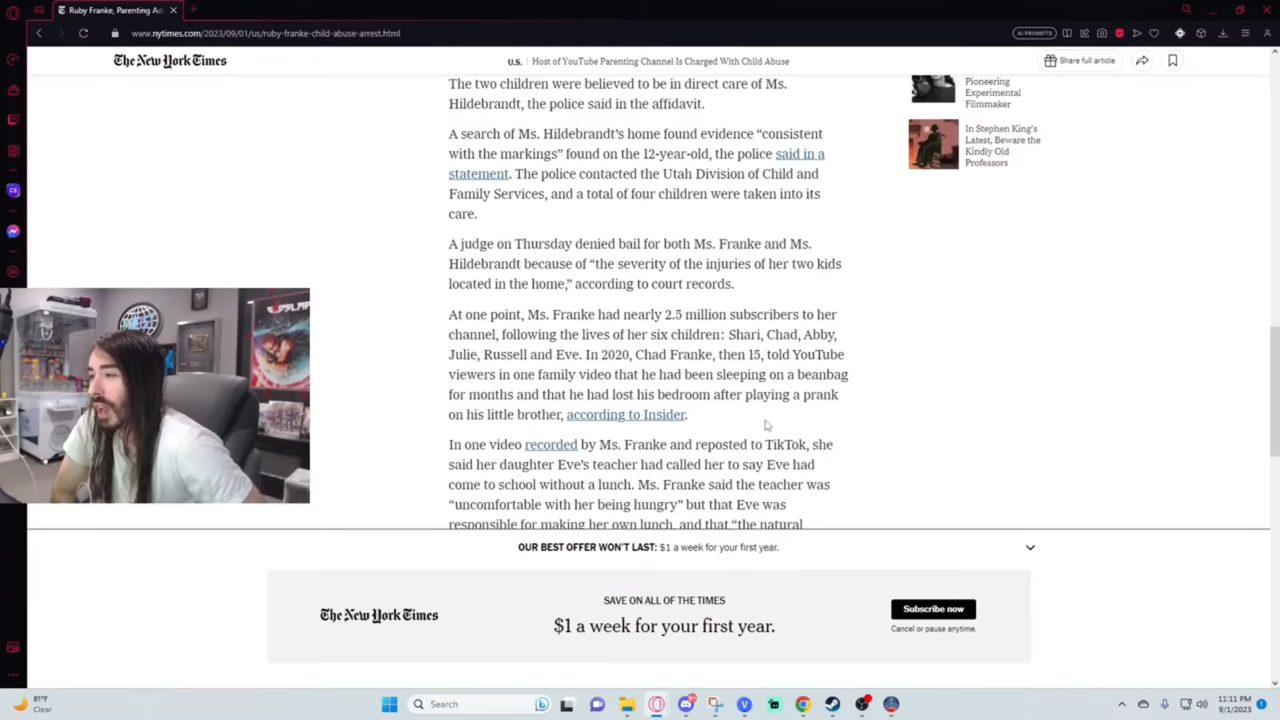 Ruby Franke, Parenting Ad
www.nytimes.com/2023/09/01/us/ruby-franke-child-abuse-arrest.html
AI PROMPTS
The New York Times
U.S. | Host of YouTube Parenting Channel Is Charged With Child Abuse
Share full article
The two children were believed to be in direct care of Ms.
Hildebrandt, the police said in the affidavit.
A search of Ms. Hildebrandt's home found evidence “consistent
with the markings” found on the 12-year-old, the police said in a
statement. The police contacted the Utah Division of Child and
Family Services, and a total of four children were taken into its
care.
A judge on Thursday denied bail for both Ms. Franke and Ms.
Hildebrandt because of “the severity of the injuries of her two kids
located in the home,” according to court records.
At one point, Ms. Franke had nearly 2.5 million subscribers to her
channel, following the lives of her six children: Shari, Chad, Abby,
Julie, Russell and Eve. In 2020, Chad Franke, then 15, told YouTube
viewers in one family video that he had been sleeping on a beanbag
for months and that he had lost his bedroom after playing a prank
on his little brother, according to Insider.
In one video recorded by Ms. Franke and reposted to TikTok, she
said her daughter Eve's teacher had called her to say Eve had
come to school without a lunch. Ms. Franke said the teacher was
“uncomfortable with her being hungry” but that Eve was
responsible for making her own lunch, and that “the natural
Pioneering
Experimental
Filmmaker
In Stephen King's
Latest, Beware the
Kindly Old
Professors
OUR BEST OFFER WON'T LAST: $1 a week for your first year.
The New York Times
SAVE ON ALL OF THE TIMES
$1 a week for your first year.
Subscribe now
Cancel or pause anytime.
81°F
Clear
Search
11:11 PM
9/1/2023